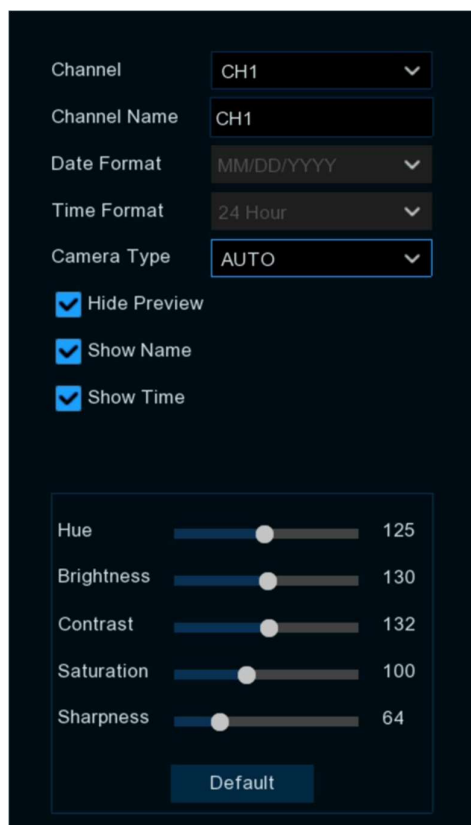 Channel CH1
Channel Name CH1
Date Format MM/DD/YYYY
Time Format 24 Hour
Camera Type AUTO
Hide Preview
Show Name
Show Time
Hue 125
Brightness 130
Contrast 132
Saturation 100
Sharpness 64
Default